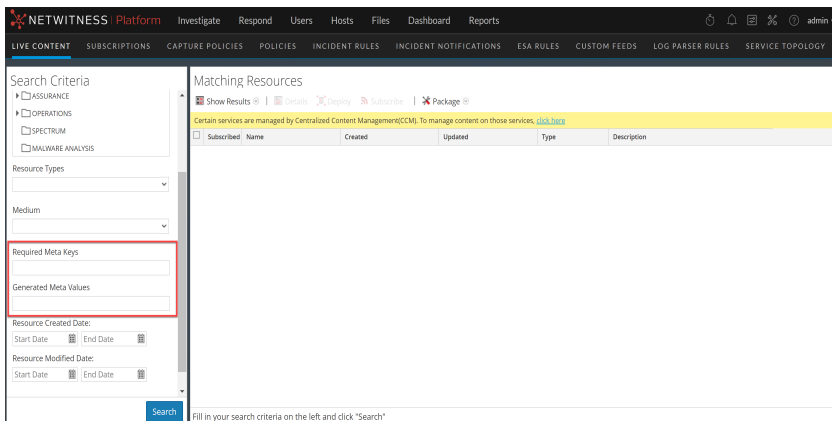 NETWITNESS Platform Investigate Respond Users Hosts Files Dashboard Reports admin
LIVE CONTENT SUBSCRIPTIONS CAPTURE POLICIES POLICIES INCIDENT RULES INCIDENT NOTIFICATIONS ESA RULES CUSTOM FEEDS LOG PARSER RULES SERVICE TOPOLOGY
Search Criteria
ASSURANCE
OPERATIONS
SPECTRUM
MALWARE ANALYSIS
Resource Types
Medium
Required Meta Keys
Generated Meta Values
Resource Created Date:
Start Date End Date
Resource Modified Date:
Start Date End Date
Search
Matching Resources
Show Results Details Deploy Subscribe Package
Certain services are managed by Centralized Content Management(CCM). To manage content on those services, click here
Subscribed Name Created Updated Type Description
Fill in your search criteria on the left and click "Search"